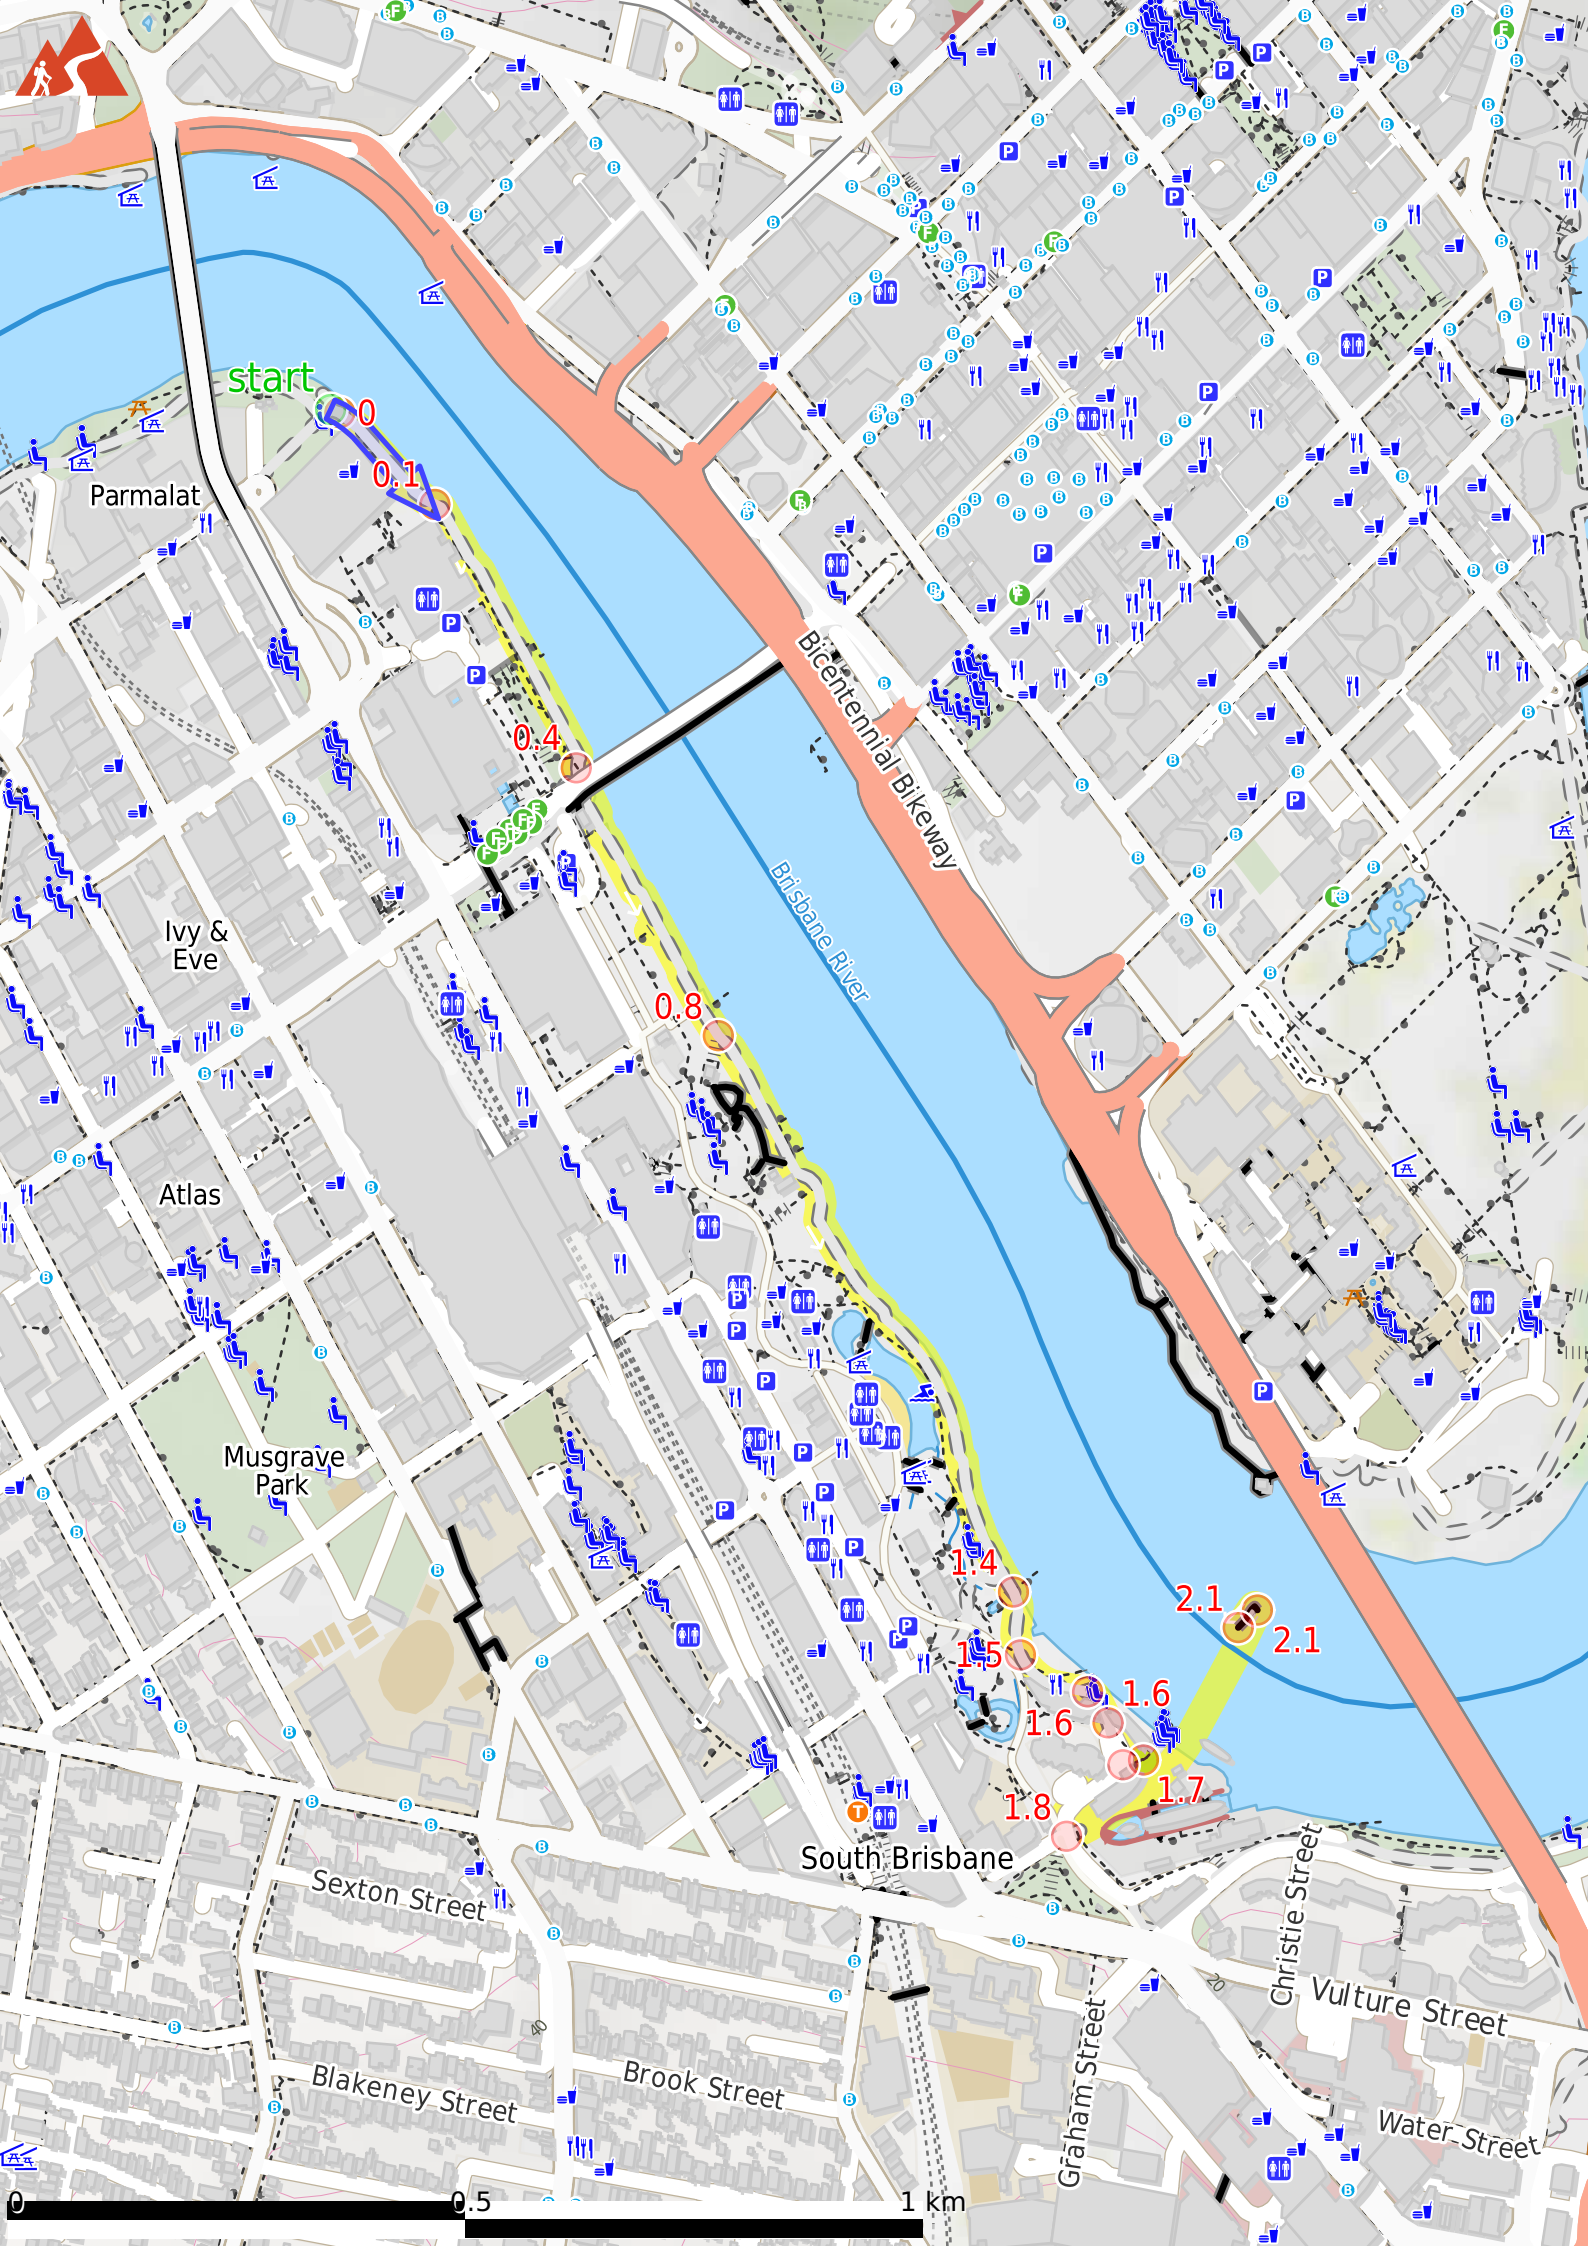 start
0
0.1
Parmalat
0.4
Bicentennial Bikeway
Brisbane River
Ivy &
Eve
0.8
Atlas
Musgrave
Park
1.4
1.5
2.1
2.1
1.6
1.6
1.7
1.8
South Brisbane
Sexton Street
Christie Street
Vulture Street
20
40
Blakeney Street
Brook Street
Graham Street
Water Street
0
0.5
1 km